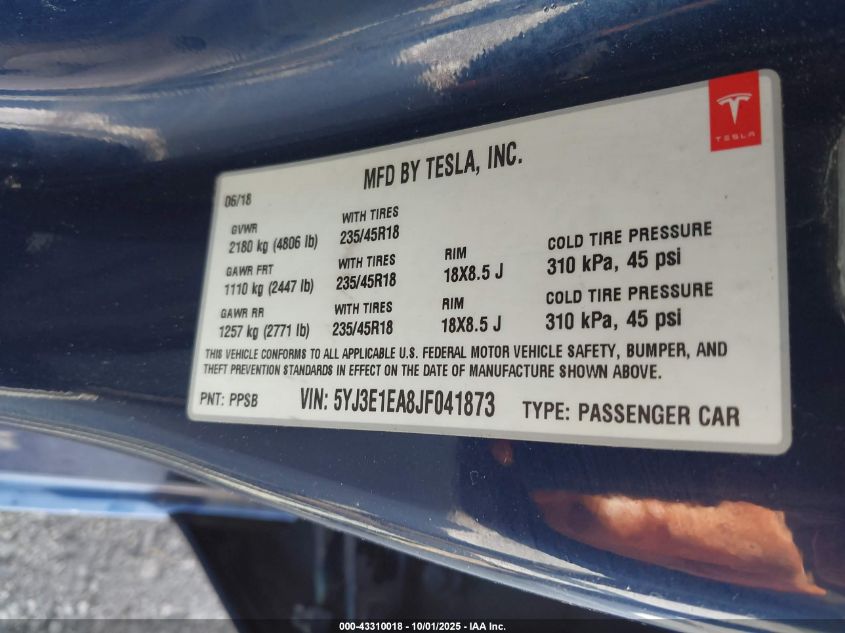 TESLA
MFD BY TESLA, INC.
06/18
GVWR
2180 kg (4806 lb)
WITH TIRES
235/45R18
GAWR FRT
1110 kg (2447 lb)
WITH TIRES
235/45R18
RIM
18X8.5 J
COLD TIRE PRESSURE
310 kPa, 45 psi
GAWR RR
1257 kg (2771 lb)
WITH TIRES
235/45R18
RIM
18X8.5 J
COLD TIRE PRESSURE
310 kPa, 45 psi
THIS VEHICLE CONFORMS TO ALL APPLICABLE U.S. FEDERAL MOTOR VEHICLE SAFETY, BUMPER, AND
THEFT PREVENTION STANDARDS IN EFFECT ON THE DATE OF MANUFACTURE SHOWN ABOVE.
PNT: PPSB VIN: 5YJ3E1EA8JF041873 TYPE: PASSENGER CAR
000-43310018 - 10/01/2025 - IAA Inc.